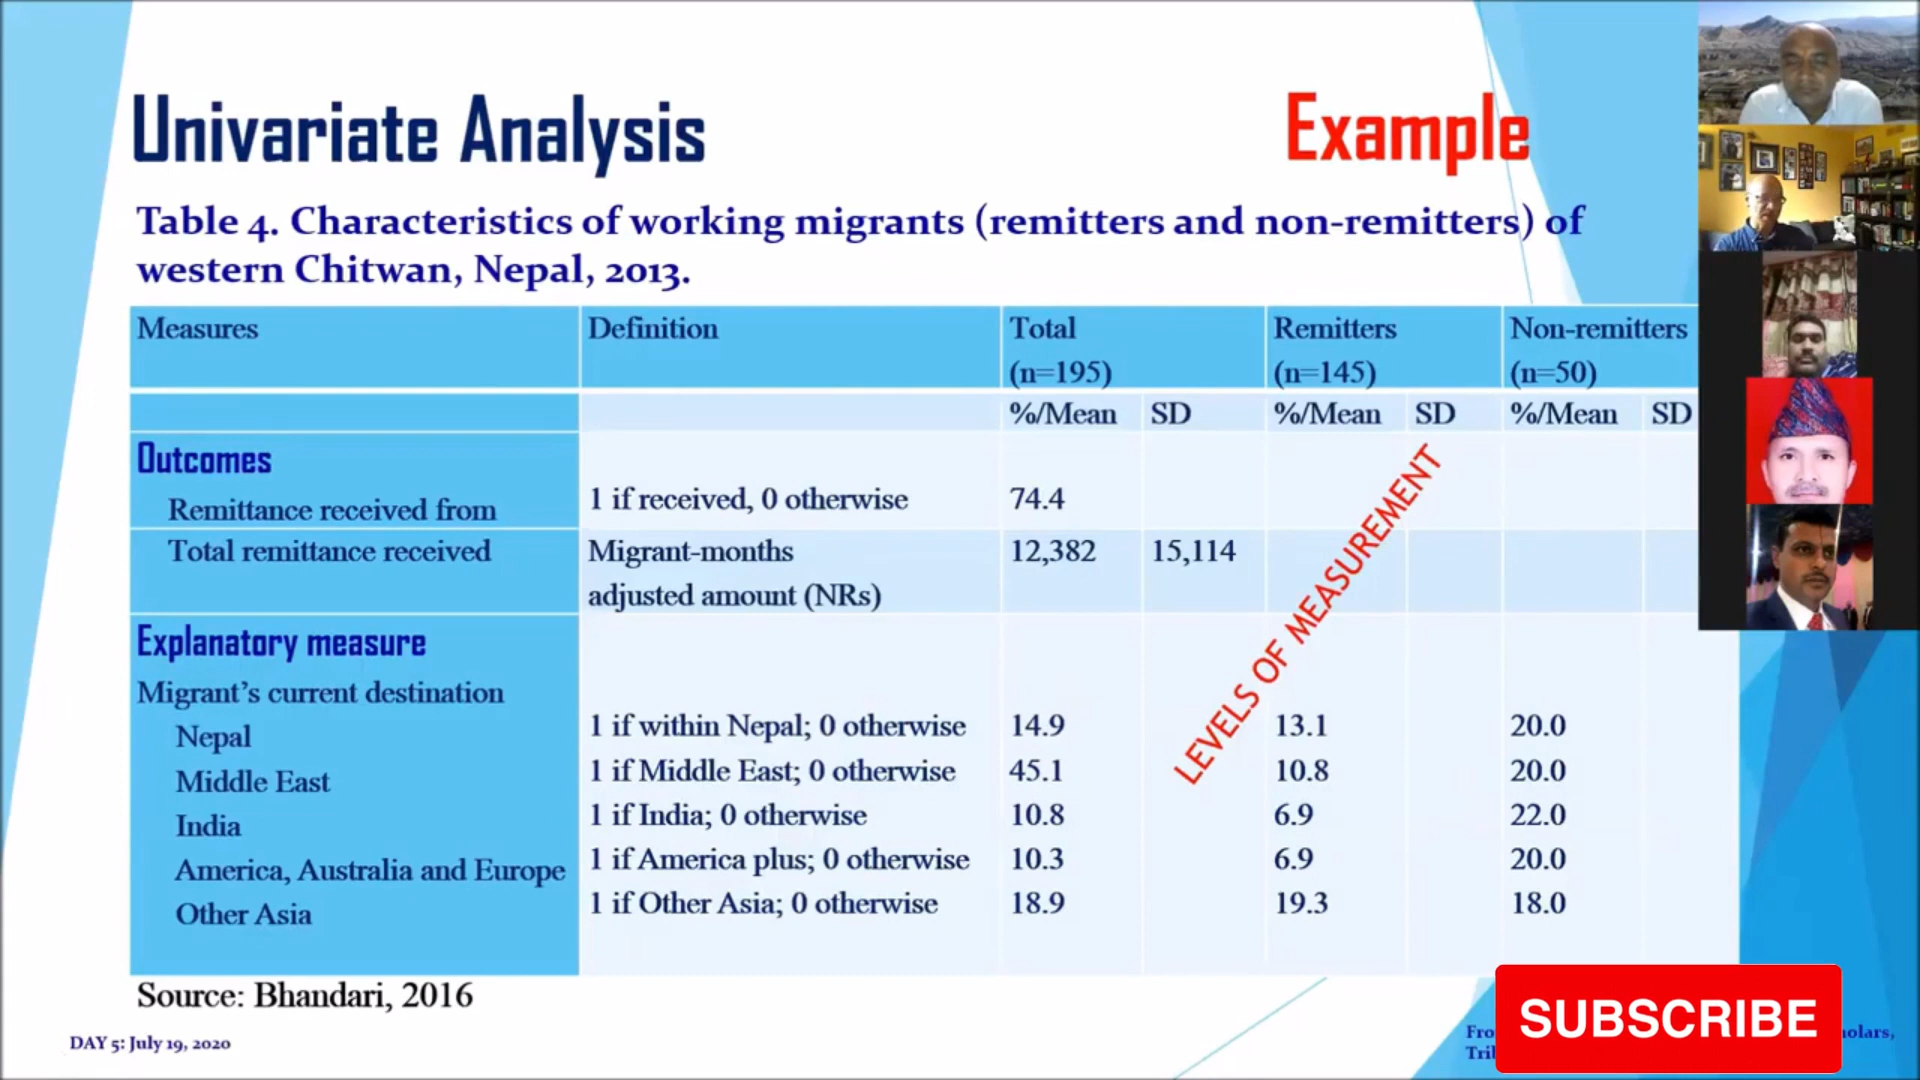 Univariate Analysis
Example
Table 4. Characteristics of working migrants (remitters and non-remitters) of
western Chitwan, Nepal, 2013.
Measures Definition Total Remitters Non-remitters
(n=195) (n=145) (n=50)
%/Mean SD %/Mean SD %/Mean SD
Outcomes
Remittance received from 1 if received, 0 otherwise 74.4
Total remittance received Migrant-months 12,382 15,114
adjusted amount (NRs)
LEVELS OF MEASUREMENT
Explanatory measure
Migrant's current destination
Nepal 1 if within Nepal; 0 otherwise 14.9 13.1 20.0
Middle East 1 if Middle East; 0 otherwise 45.1 10.8 20.0
India 1 if India; 0 otherwise 10.8 6.9 22.0
America, Australia and Europe 1 if America plus; 0 otherwise 10.3 6.9 20.0
Other Asia 1 if Other Asia; 0 otherwise 18.9 19.3 18.0
Source: Bhandari, 2016
DAY 5: July 19, 2020
SUBSCRIBE